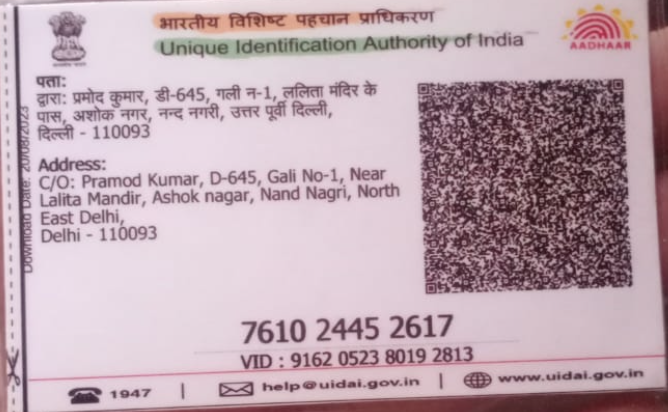 भारतीय विशिष्ट पहचान प्राधिकरण
Unique Identification Authority of India
AADHAAR
पता:
द्वारा: प्रमोद कुमार, डी-645, गली न-1, ललिता मंदिर के
पास, अशोक नगर, नन्द नगरी, उत्तर पूर्वी दिल्ली,
दिल्ली - 110093
Address:
C/O: Pramod Kumar, D-645, Gali No-1, Near
Lalita Mandir, Ashok nagar, Nand Nagri, North
East Delhi,
Delhi - 110093
Download Date: 20/08/2023
7610 2445 2617
VID : 9162 0523 8019 2813
1947 | help@uidai.gov.in | www.uidai.gov.in